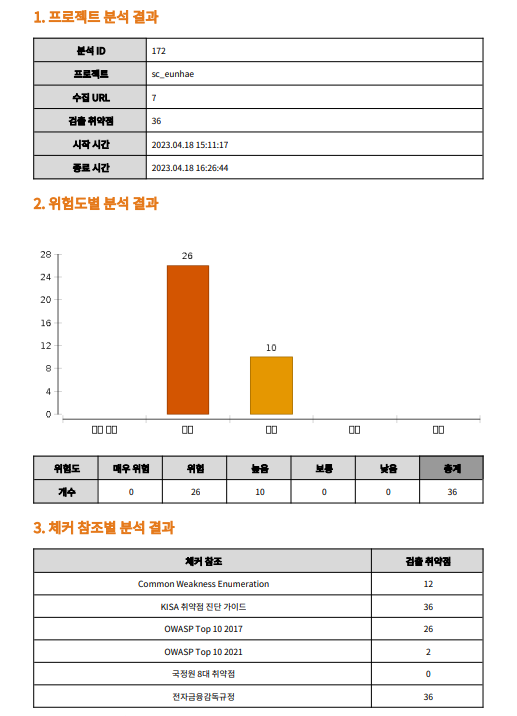 1. 프로젝트 분석 결과
분석 ID 172
프로젝트 sc_eunhae
수집 URL 7
검출 취약점 36
시작 시간 2023.04.18 15:11:17
종료 시간 2023.04.18 16:26:44
2. 위험도별 분석 결과
28
24
20
16
12
8
4
0
26
10
위험도 매우 위험 위험 높음 보통 낮음 총계
개수 0 26 10 0 0 36
3. 체커 참조별 분석 결과
체커 참조 검출 취약점
Common Weakness Enumeration 12
KISA 취약점 진단 가이드 36
OWASP Top 10 2017 26
OWASP Top 10 2021 2
국정원 8대 취약점 0
전자금융감독규정 36